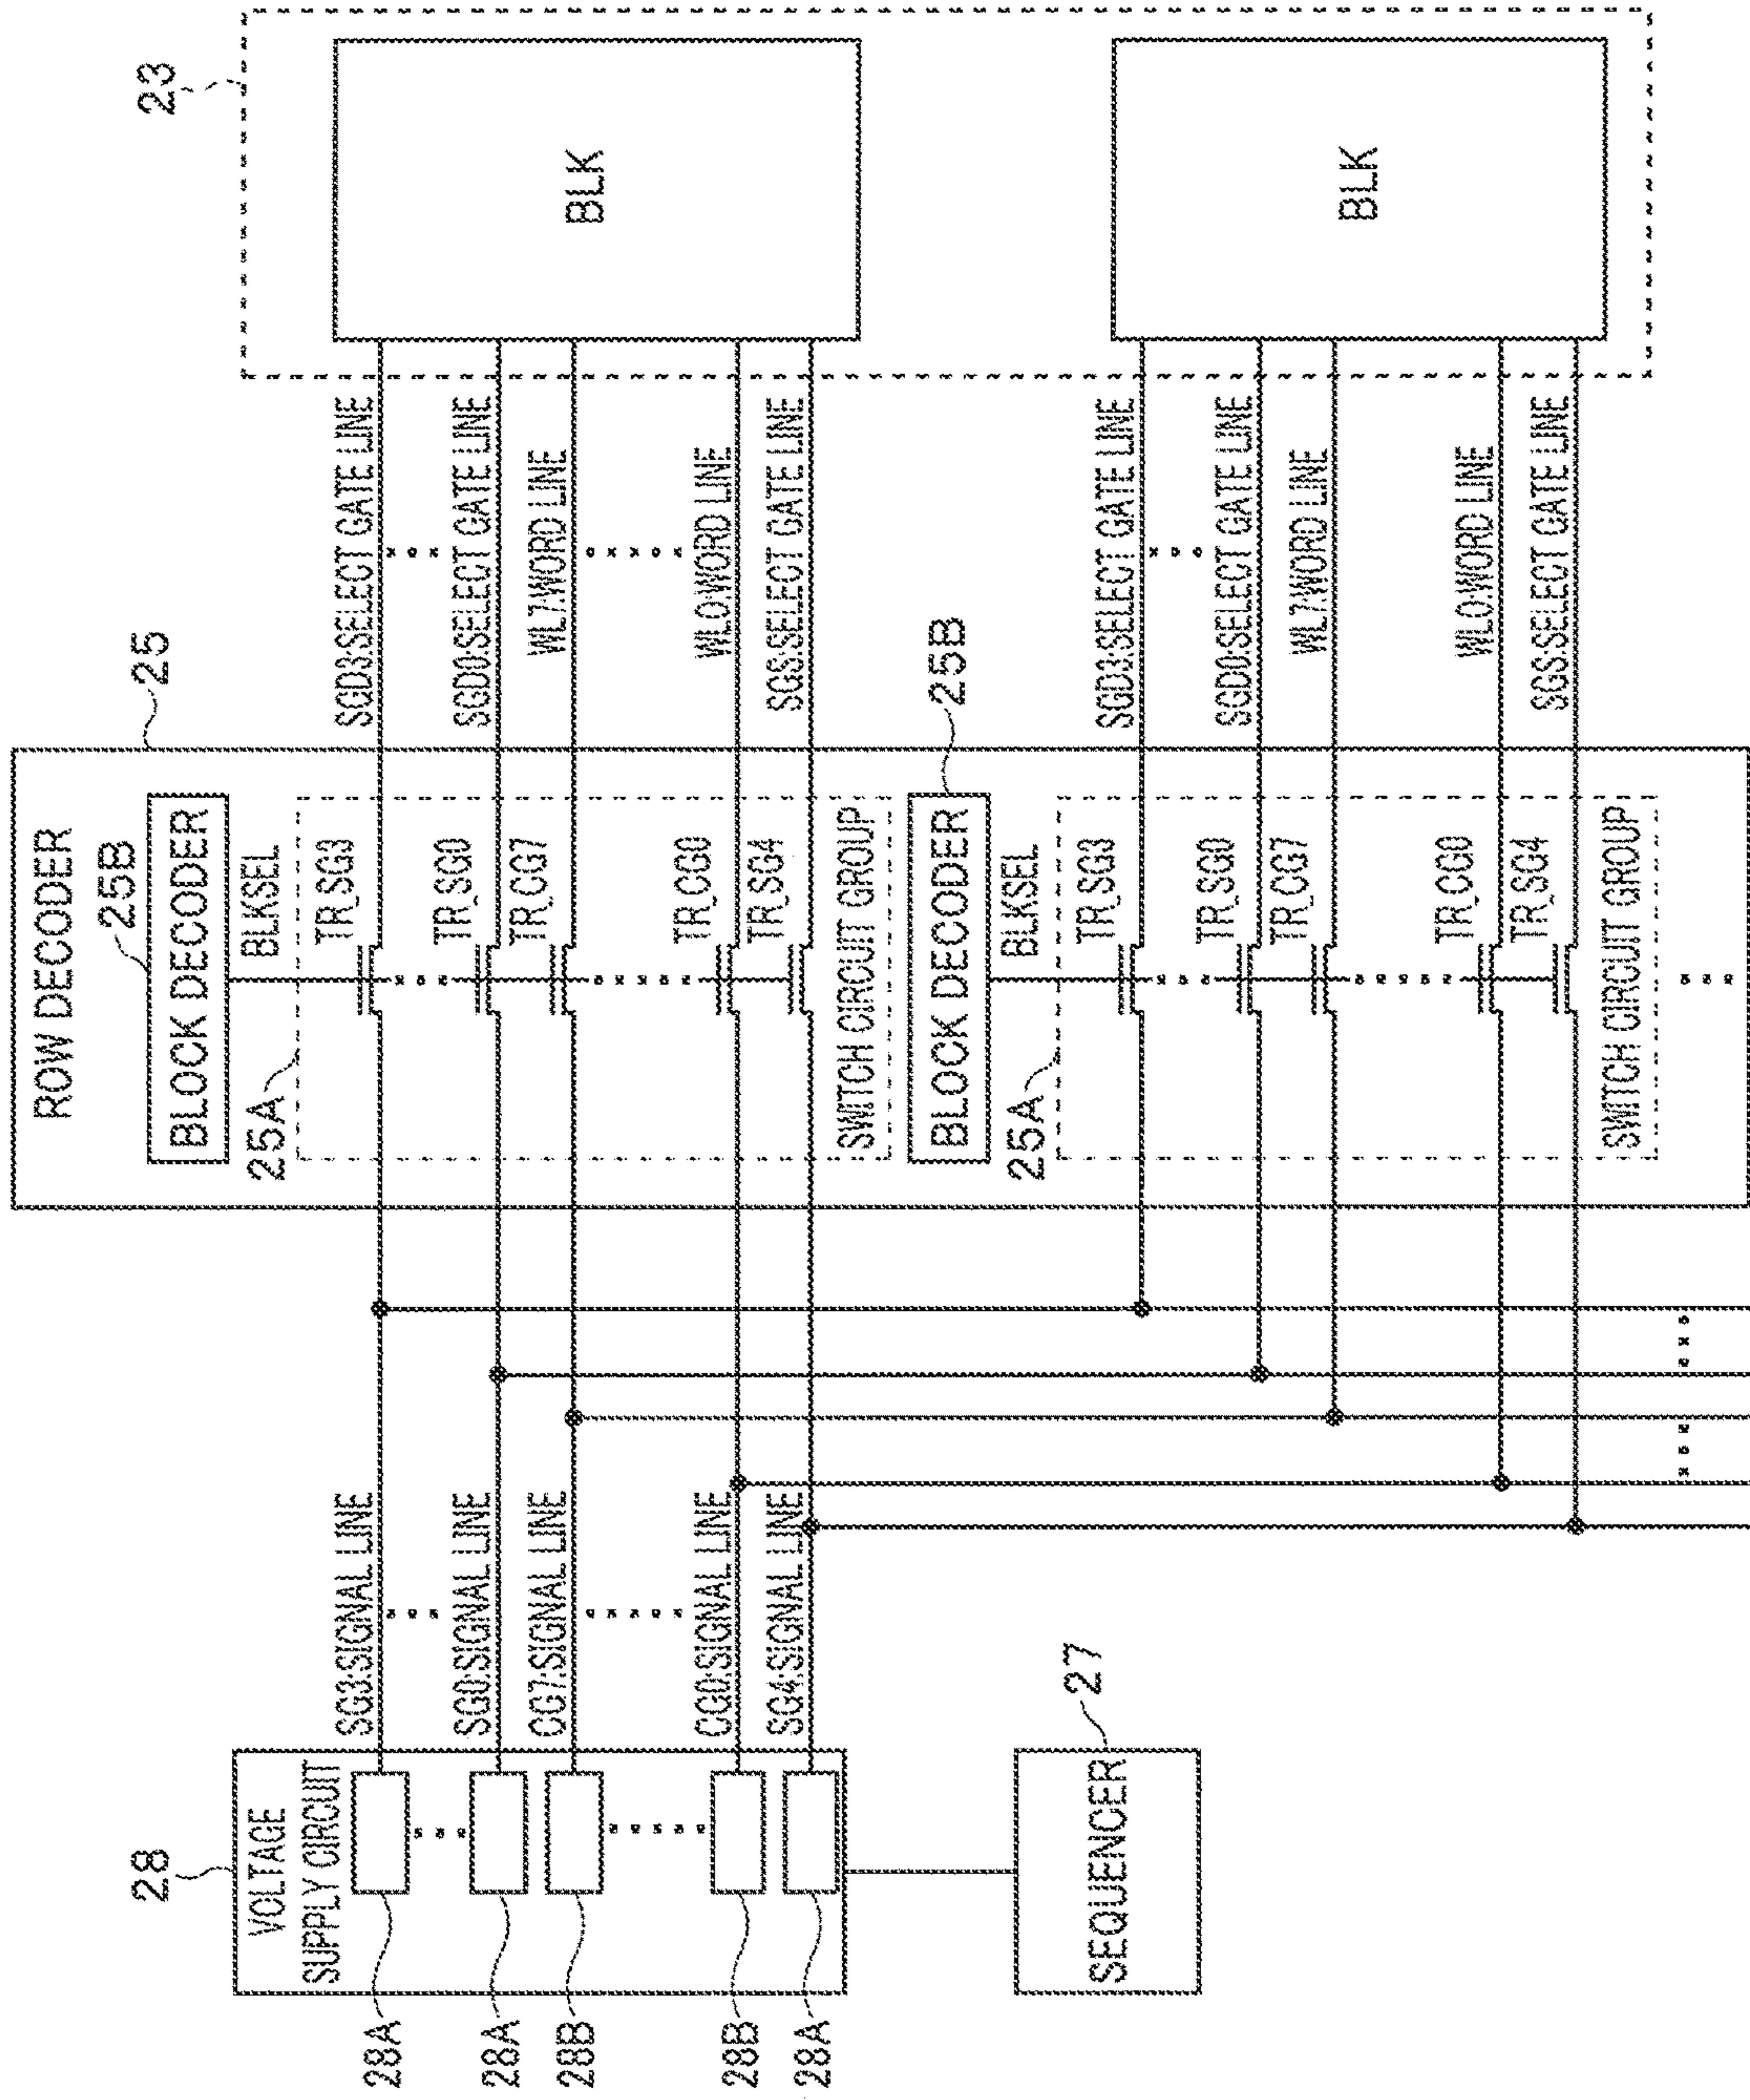 28
VOLTAGE
SUPPLY CIRCUIT
28A
28A
28B
28B
28A
SEQUENCER
27
SG3:SIGNAL LINE
SG0:SIGNAL LINE
CG7:SIGNAL LINE
CG0:SIGNAL LINE
SG4:SIGNAL LINE
ROW DECODER
25
25B
BLOCK DECODER
BLKSEL
25A
TR_SG3
TR_SG0
TR_CG7
TR_CG0
TR_SG4
SWITCH CIRCUIT GROUP
25B
BLOCK DECODER
BLKSEL
25A
TR_SG3
TR_SG0
TR_CG7
TR_CG0
TR_SG4
SWITCH CIRCUIT GROUP
SGD3:SELECT GATE LINE
SGD0:SELECT GATE LINE
WL7:WORD LINE
WL0:WORD LINE
SGS:SELECT GATE LINE
SGD3:SELECT GATE LINE
SGD0:SELECT GATE LINE
WL7:WORD LINE
WL0:WORD LINE
SGS:SELECT GATE LINE
23
BLK
BLK